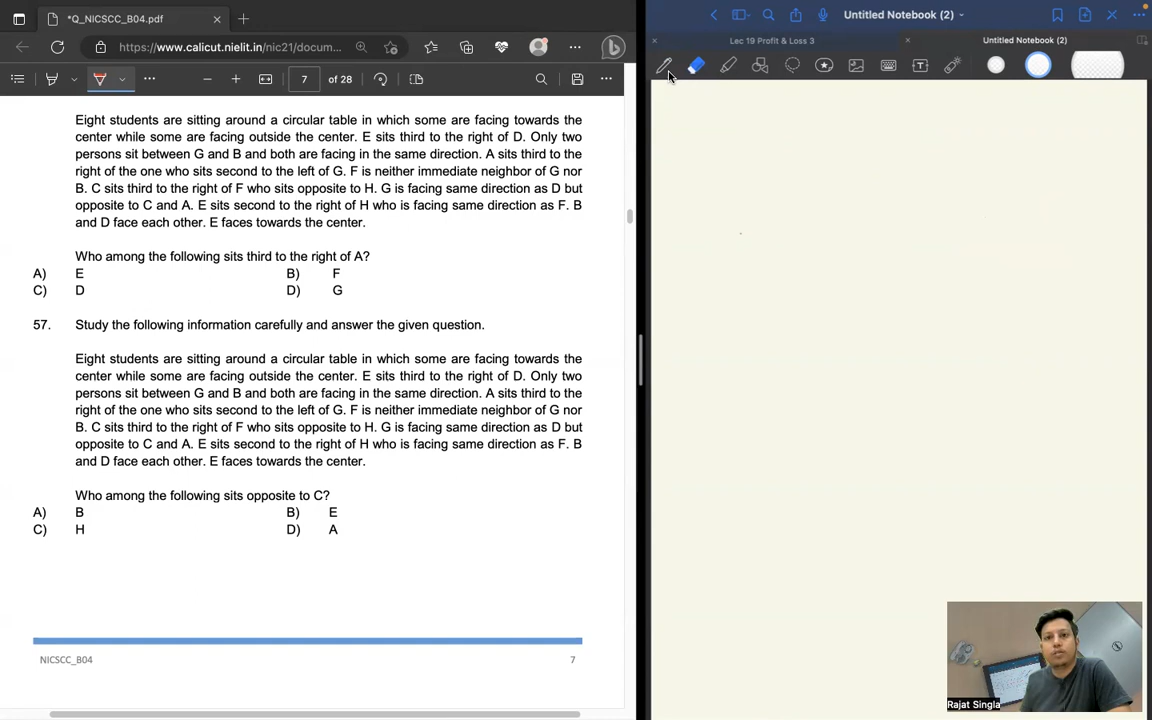 *Q_NICSCC_B04.pdf
https://www.calicut.nielit.in/nic21/docum...
7
of 28
Eight students are sitting around a circular table in which some are facing towards the
center while some are facing outside the center. E sits third to the right of D. Only two
persons sit between G and B and both are facing in the same direction. A sits third to the
right of the one who sits second to the left of G. F is neither immediate neighbor of G nor
B. C sits third to the right of F who sits opposite to H. G is facing same direction as D but
opposite to C and A. E sits second to the right of H who is facing same direction as F. B
and D face each other. E faces towards the center.
Who among the following sits third to the right of A?
A) E B) F
C) D D) G
57. Study the following information carefully and answer the given question.
Eight students are sitting around a circular table in which some are facing towards the
center while some are facing outside the center. E sits third to the right of D. Only two
persons sit between G and B and both are facing in the same direction. A sits third to the
right of the one who sits second to the left of G. F is neither immediate neighbor of G nor
B. C sits third to the right of F who sits opposite to H. G is facing same direction as D but
opposite to C and A. E sits second to the right of H who is facing same direction as F. B
and D face each other. E faces towards the center.
Who among the following sits opposite to C?
A) B B) E
C) H D) A
NICSCC_B04 7
Untitled Notebook (2)
Lec 19 Profit & Loss 3
Untitled Notebook (2)
Rajat Singla